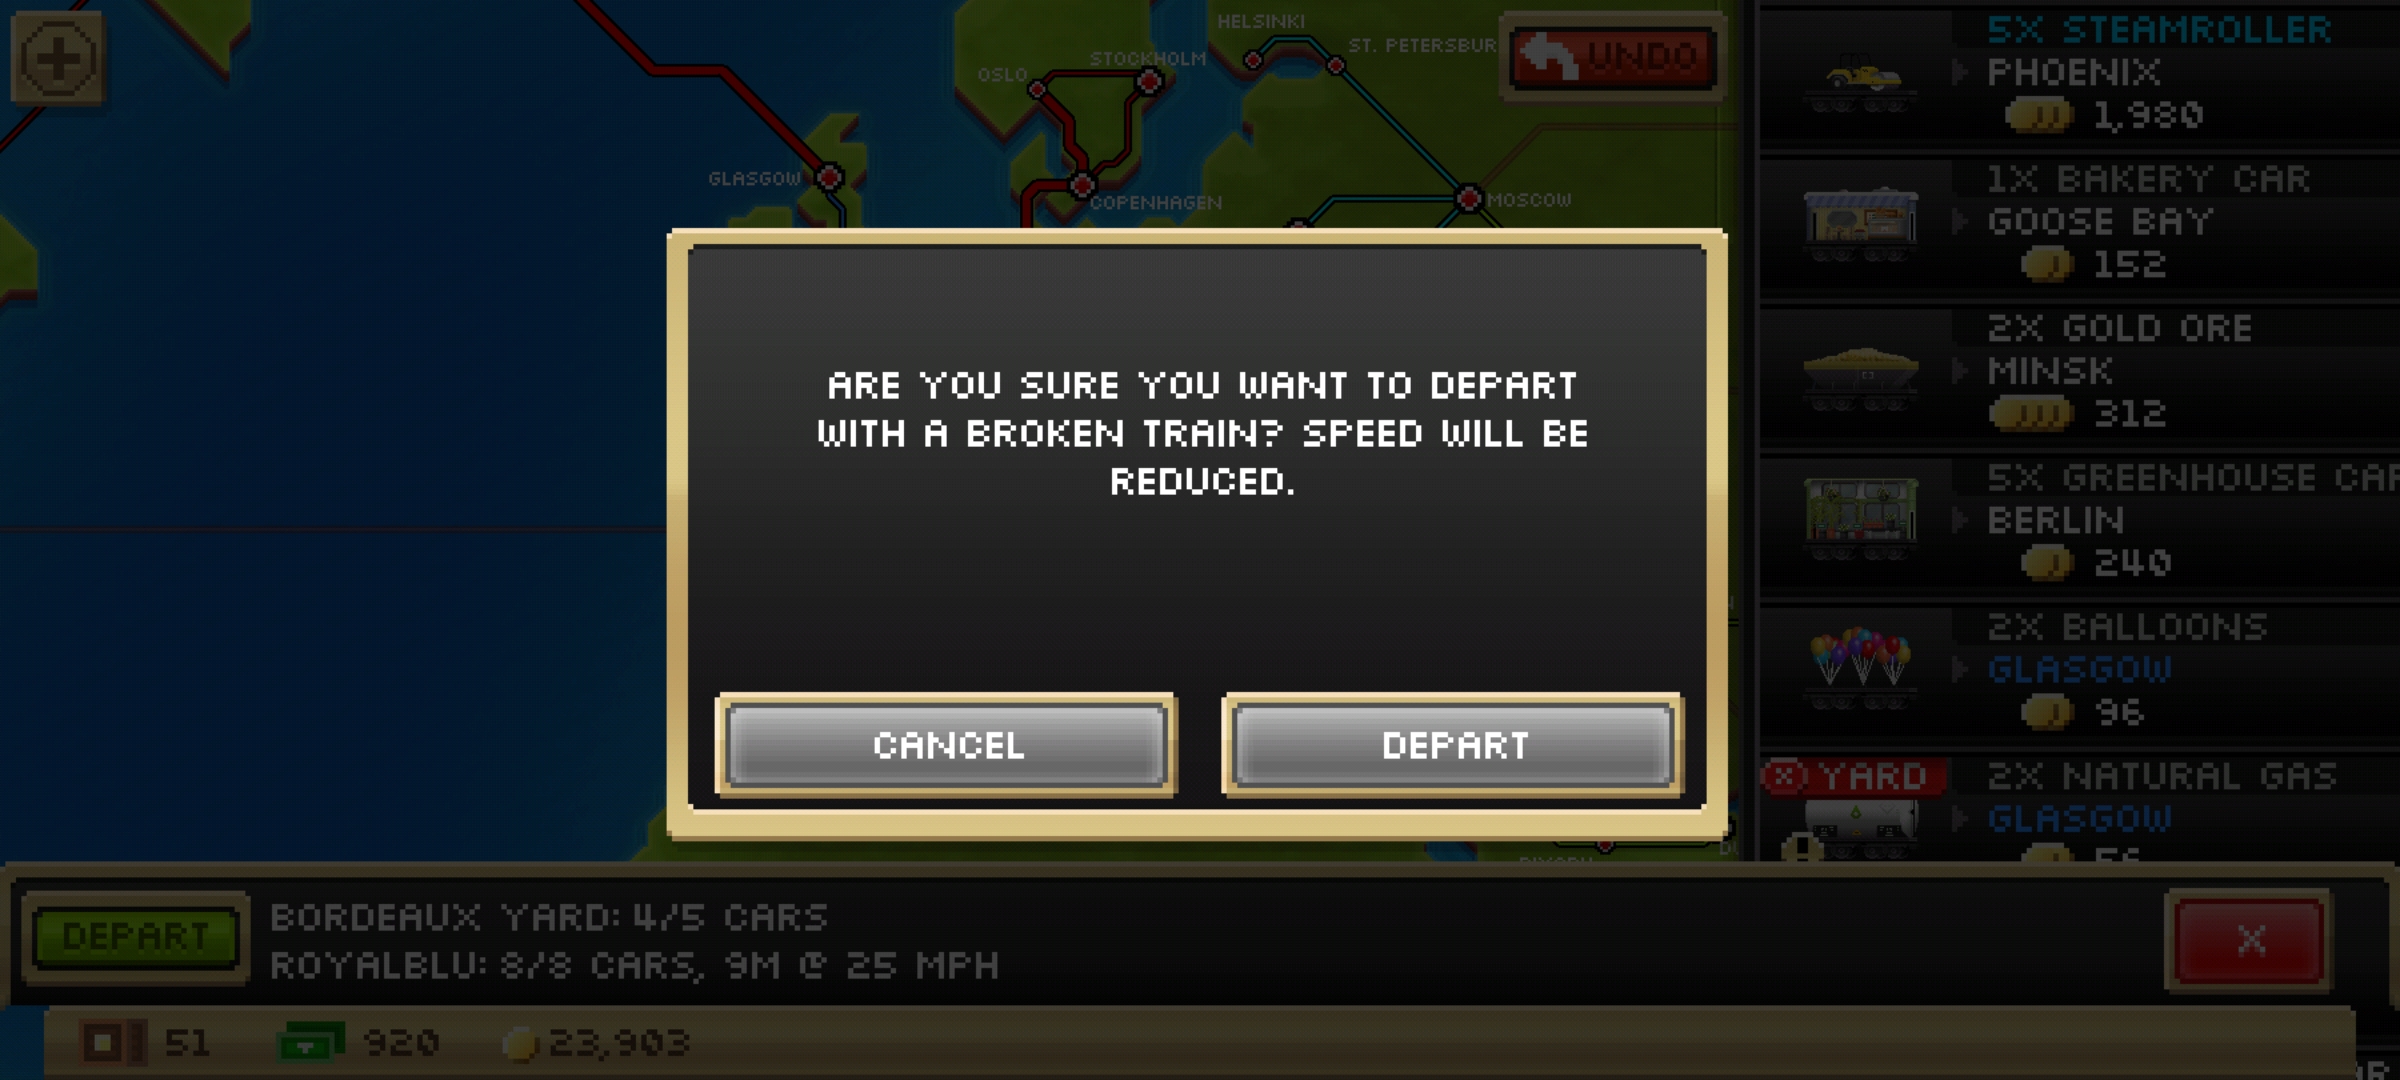 HELSINKI
ST. PETERSBUR
STOCKHOLM
OSLO
UNDO
GLASGOW
COPENHAGEN
MOSCOW
5X STEAMROLLER
PHOENIX
1,980
1X BAKERY CAR
GOOSE BAY
152
2X GOLD ORE
MINSK
312
5X GREENHOUSE CAR
BERLIN
240
2X BALLOONS
GLASGOW
96
YARD
2X NATURAL GAS
GLASGOW
56
ARE YOU SURE YOU WANT TO DEPART
WITH A BROKEN TRAIN? SPEED WILL BE
REDUCED.
CANCEL
DEPART
DEPART
BORDEAUX YARD: 4/5 CARS
ROYALBLU: 8/8 CARS, 9M @ 25 MPH
X
51
920
23,903